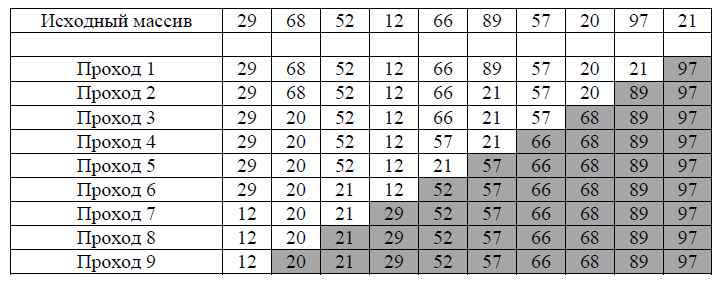 Исходный массив 29 68 52 12 66 89 57 20 97 21
Проход 1 29 68 52 12 66 89 57 20 21 97
Проход 2 29 68 52 12 66 21 57 20 89 97
Проход 3 29 20 52 12 66 21 57 68 89 97
Проход 4 29 20 52 12 57 21 66 68 89 97
Проход 5 29 20 52 12 21 57 66 68 89 97
Проход 6 29 20 21 12 52 57 66 68 89 97
Проход 7 12 20 21 29 52 57 66 68 89 97
Проход 8 12 20 21 29 52 57 66 68 89 97
Проход 9 12 20 21 29 52 57 66 68 89 97